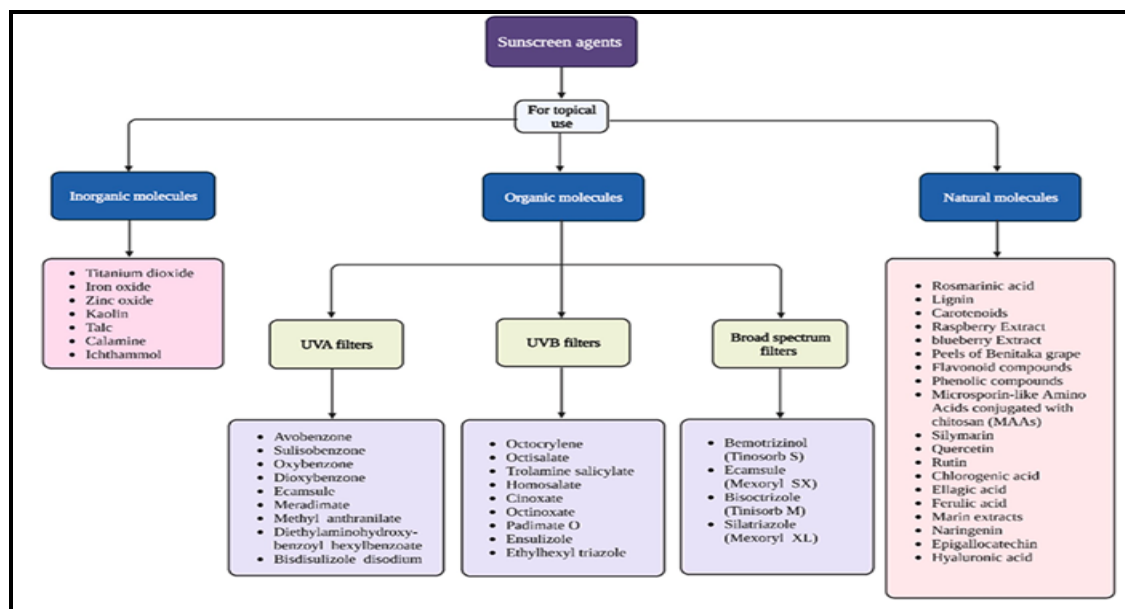 Sunscreen agents
For topical
use
Inorganic molecules
Organic molecules
Natural molecules
• Titanium dioxide
• Iron oxide
• Zinc oxide
• Kaolin
• Talc
• Calamine
• Ichthammol
UVA filters
UVB filters
Broad spectrum
filters
• Avobenzone
• Sulisobenzone
• Oxybenzone
• Dioxybenzone
• Ecamsule
• Meradimate
• Methyl anthranilate
• Diethylaminohydroxy-
benzoyl hexylbenzoate
• Bisdisulizole disodium
• Octocrylene
• Octisalate
• Trolamine salicylate
• Homosalate
• Cinoxate
• Octinoxate
• Padimate O
• Ensulizole
• Ethylhexyl triazole
• Bemotrizinol
(Tinosorb S)
• Ecamsule
(Mexoryl SX)
• Bisoctrizole
(Tinisorb M)
• Silatriazole
(Mexoryl XL)
• Rosmarinic acid
• Lignin
• Carotenoids
• Raspberry Extract
• blueberry Extract
• Peels of Benitaka grape
• Flavonoid compounds
• Phenolic compounds
• Microsporin-like Amino
Acids conjugated with
chitosan (MAAs)
• Silymarin
• Quercetin
• Rutin
• Chlorogenic acid
• Ellagic acid
• Ferulic acid
• Marin extracts
• Naringenin
• Epigallocatechin
• Hyaluronic acid